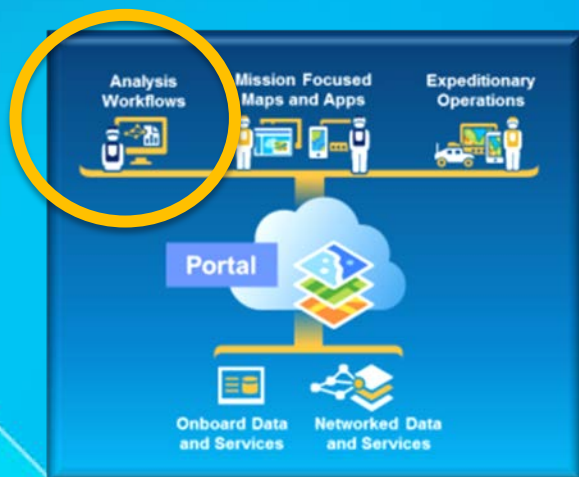 Analysis
Workflows
Mission Focused
Maps and Apps
Expeditionary
Operations
Portal
Onboard Data
and Services
Networked Data
and Services